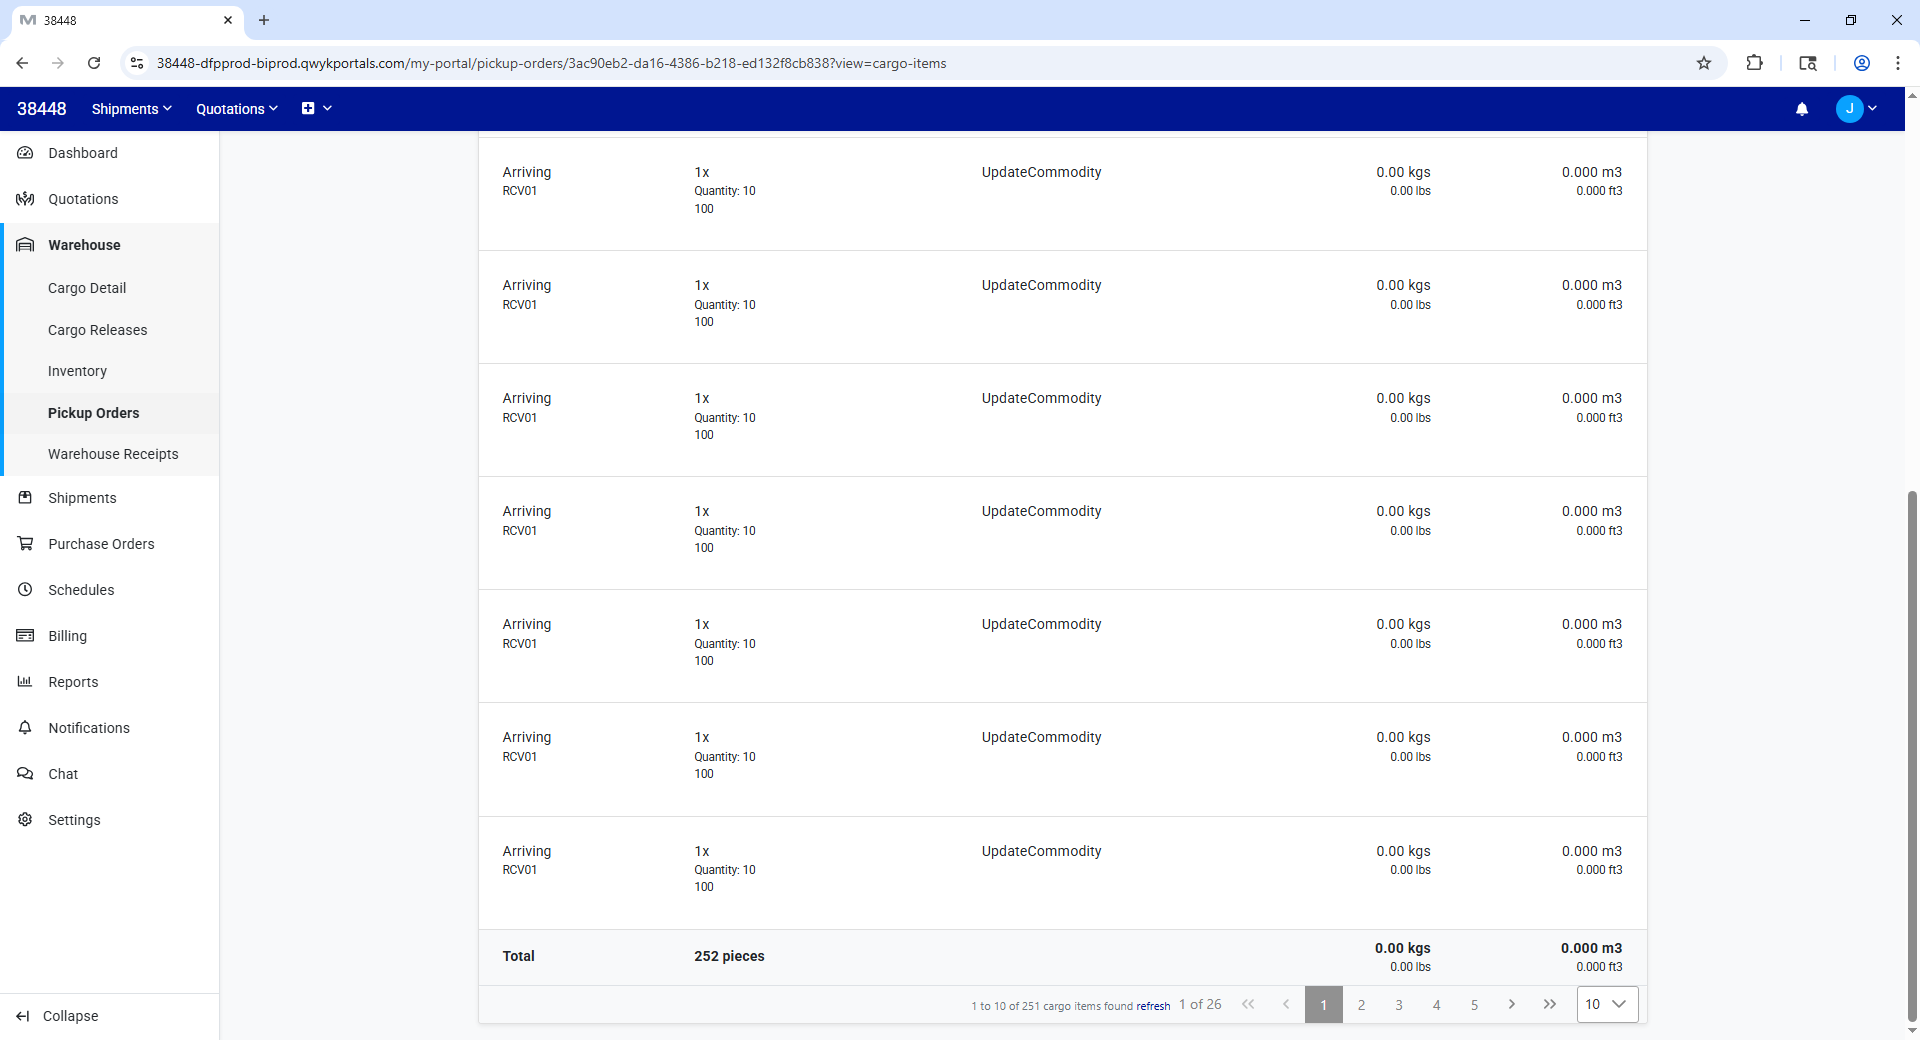 38448
38448-dfpprod-biprod.qwykportals.com/my-portal/pickup-orders/3ac90eb2-da16-4386-b218-ed132f8cb838?view=cargo-items
38448 Shipments Quotations J
Dashboard
Quotations
Warehouse
Cargo Detail
Cargo Releases
Inventory
Pickup Orders
Warehouse Receipts
Shipments
Purchase Orders
Schedules
Billing
Reports
Notifications
Chat
Settings
Collapse
Arriving 1x UpdateCommodity 0.00 kgs 0.000 m3
RCV01 Quantity: 10 0.00 lbs 0.000 ft3
100
Arriving 1x UpdateCommodity 0.00 kgs 0.000 m3
RCV01 Quantity: 10 0.00 lbs 0.000 ft3
100
Arriving 1x UpdateCommodity 0.00 kgs 0.000 m3
RCV01 Quantity: 10 0.00 lbs 0.000 ft3
100
Arriving 1x UpdateCommodity 0.00 kgs 0.000 m3
RCV01 Quantity: 10 0.00 lbs 0.000 ft3
100
Arriving 1x UpdateCommodity 0.00 kgs 0.000 m3
RCV01 Quantity: 10 0.00 lbs 0.000 ft3
100
Arriving 1x UpdateCommodity 0.00 kgs 0.000 m3
RCV01 Quantity: 10 0.00 lbs 0.000 ft3
100
Arriving 1x UpdateCommodity 0.00 kgs 0.000 m3
RCV01 Quantity: 10 0.00 lbs 0.000 ft3
100
Total 252 pieces 0.00 kgs 0.000 m3
0.00 lbs 0.000 ft3
1 to 10 of 251 cargo items found refresh 1 of 26 1 2 3 4 5 10